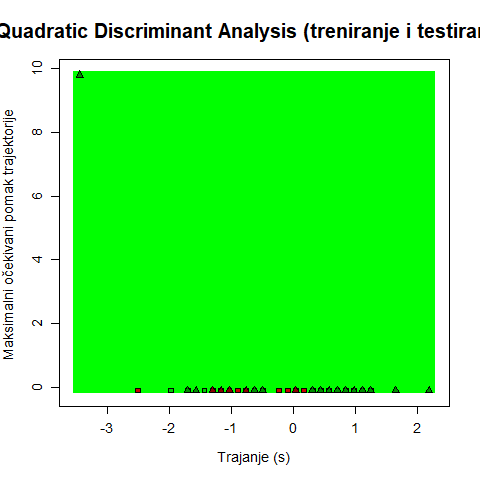 Quadratic Discriminant Analysis (treniranje i testiran
Maksimalni očekivani pomak trajektorije
10
8
6
4
2
0
-3 -2 -1 0 1 2
Trajanje (s)